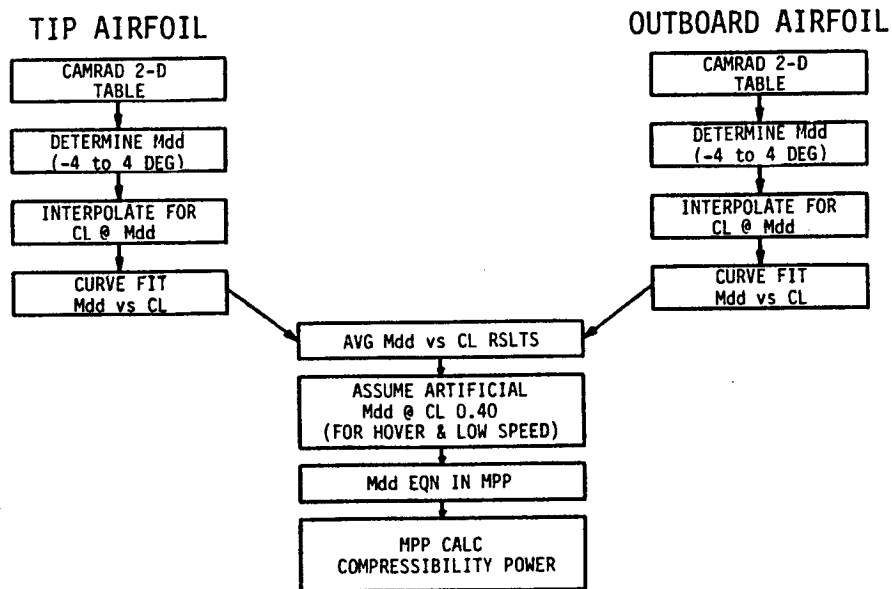 TIP AIRFOIL
CAMRAD 2-D
TABLE
DETERMINE Mdd
(-4 to 4 DEG)
INTERPOLATE FOR
CL @ Mdd
CURVE FIT
Mdd vs CL
OUTBOARD AIRFOIL
CAMRAD 2-D
TABLE
DETERMINE Mdd
(-4 to 4 DEG)
INTERPOLATE FOR
CL @ Mdd
CURVE FIT
Mdd vs CL
AVG Mdd vs CL RSLTS
ASSUME ARTIFICIAL
Mdd @ CL 0.40
(FOR HOVER & LOW SPEED)
Mdd EQN IN MPP
MPP CALC
COMPRESSIBILITY POWER